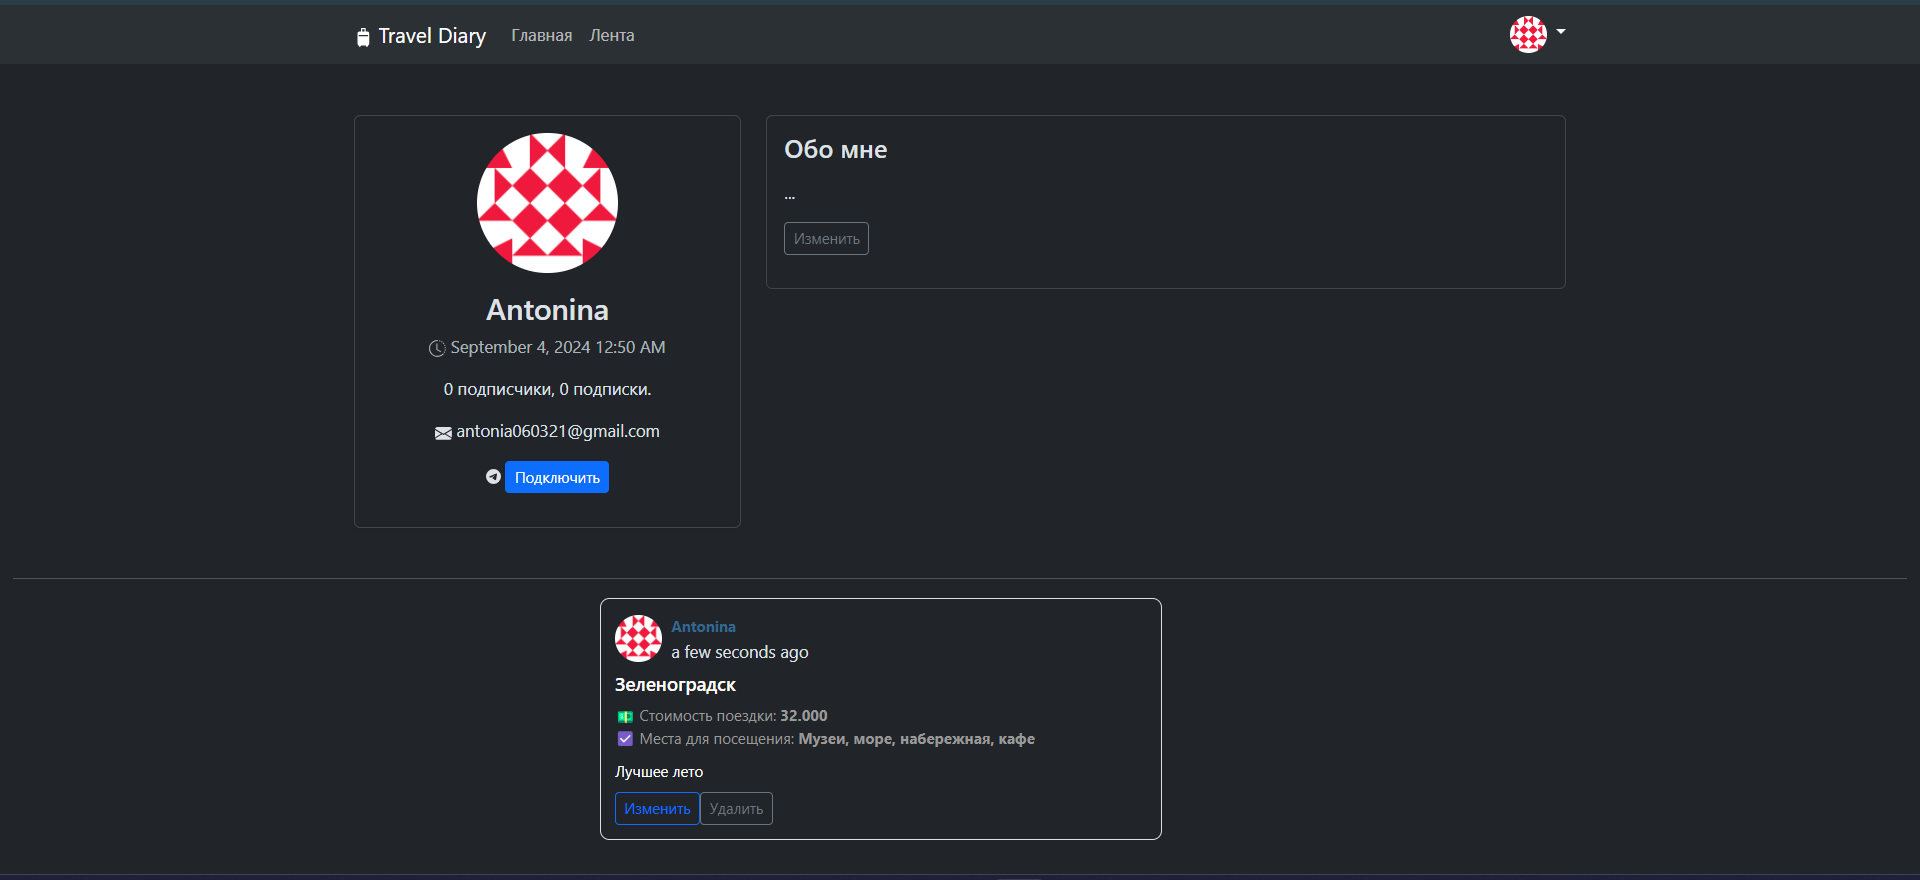 Travel Diary Главная Лента
Antonina
September 4, 2024 12:50 AM
0 подписчики, 0 подписки.
antonia060321@gmail.com
Подключить
Обо мне
...
Изменить
Antonina
a few seconds ago
Зеленоградск
Стоимость поездки: 32.000
Места для посещения: Музеи, море, набережная, кафе
Лучшее лето
Изменить Удалить